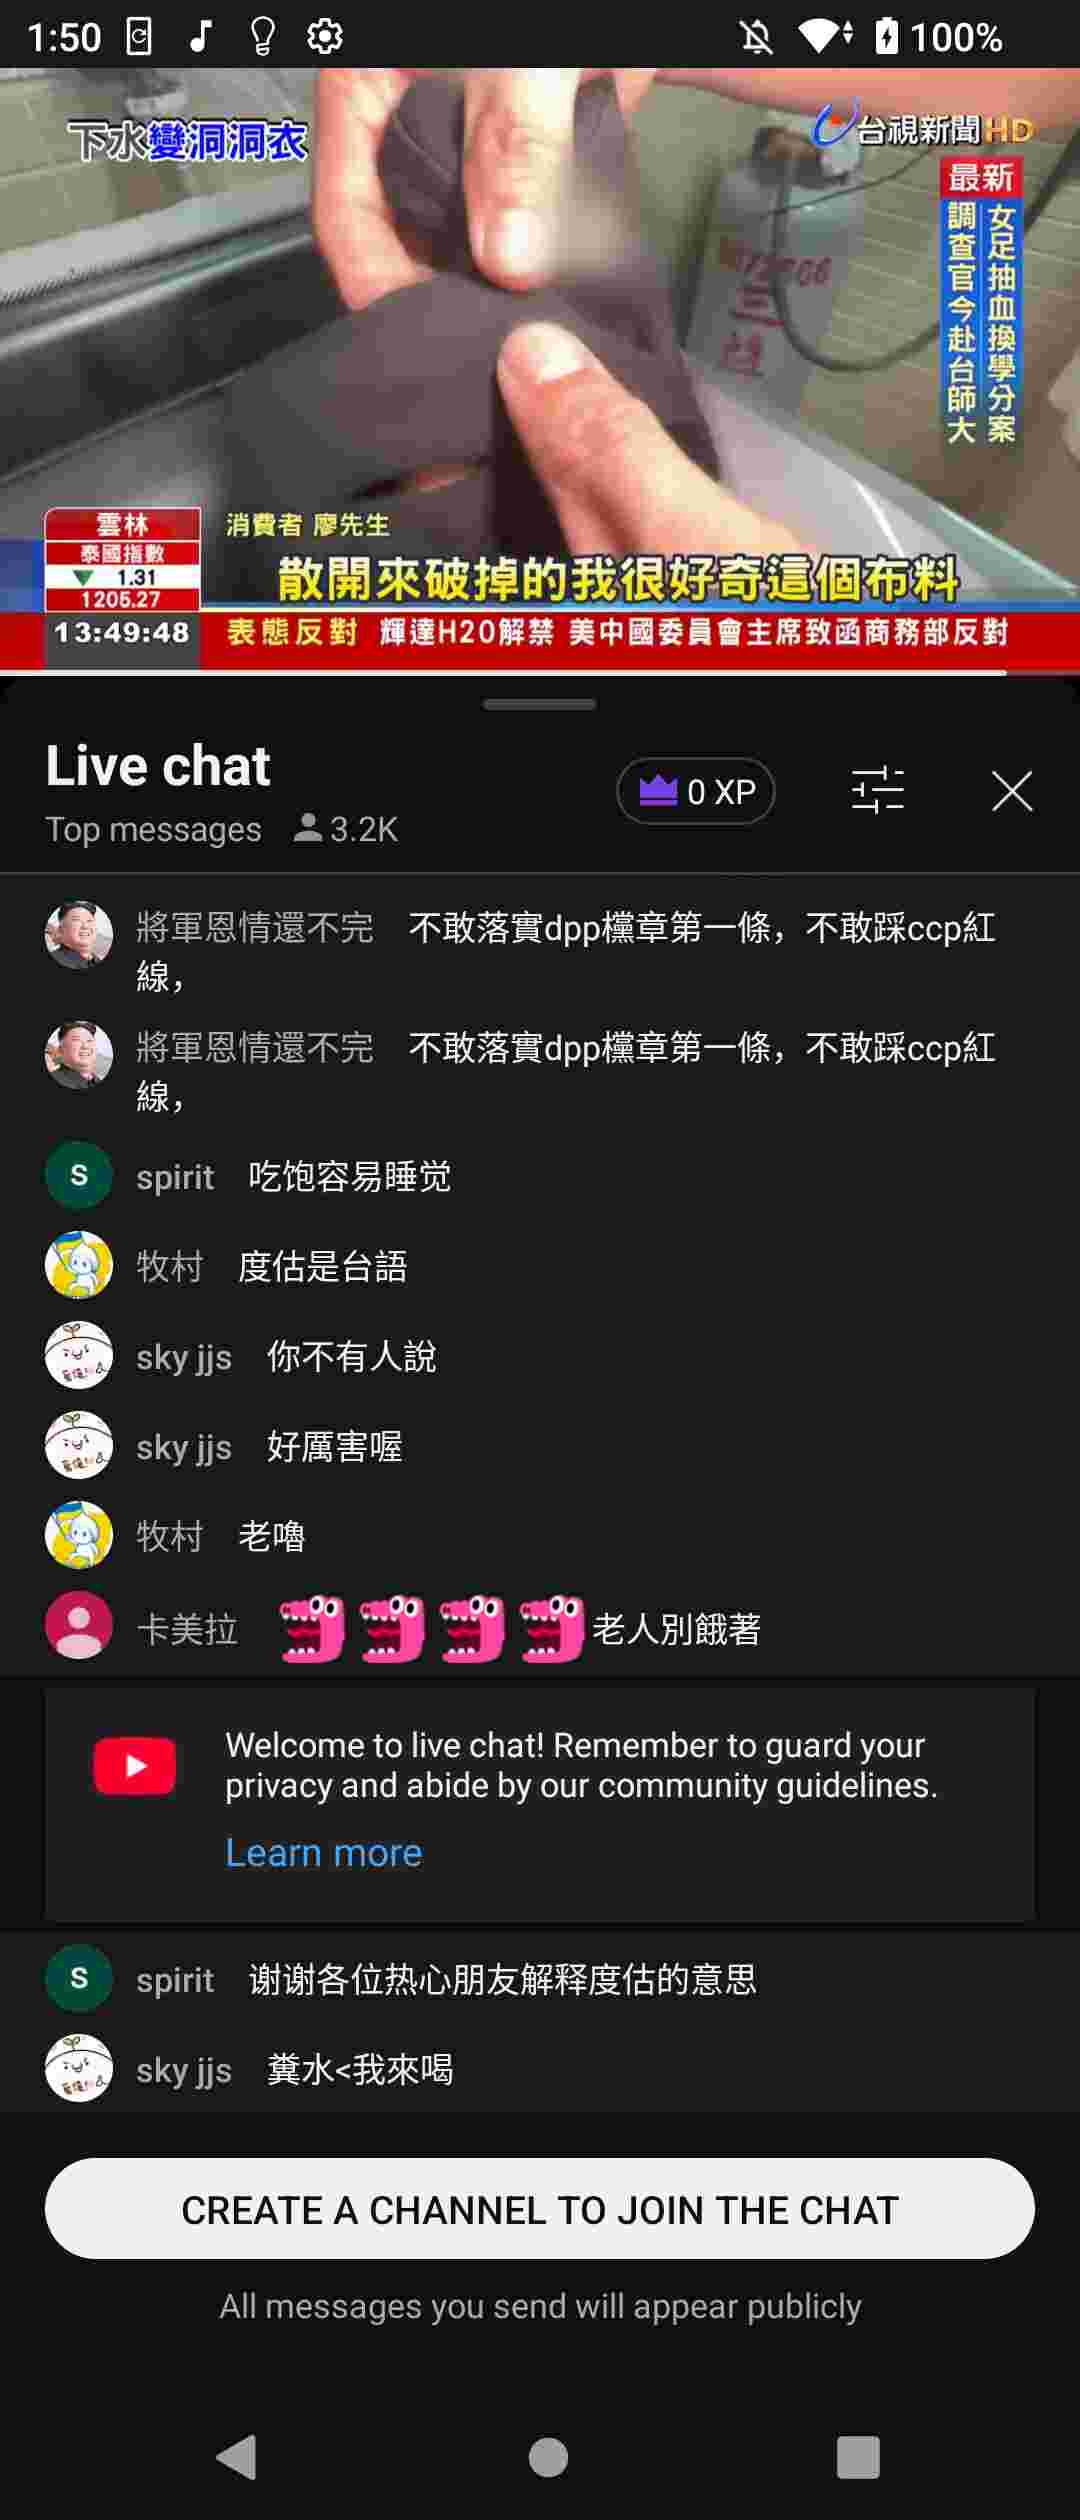 1:50
100%
下水變洞洞衣
台視新聞HD
最新
女足抽血換學分案
調查官今赴台師大
雲林
泰國指數
▼ 1.31
1205.27
13:49:48
消費者 廖先生
散開來破掉的我很好奇這個布料
表態反對 輝達H20解禁 美中國委員會主席致函商務部反對
Live chat
Top messages 3.2K
0 XP
將軍恩情還不完 不敢落實dpp欓章第一條，不敢踩ccp紅
線，
將軍恩情還不完 不敢落實dpp欓章第一條，不敢踩ccp紅
線，
S spirit 吃饱容易睡觉
牧村 度估是台語
sky jjs 你不有人說
sky jjs 好厲害喔
牧村 老嚕
卡美拉 老人別餓著
Welcome to live chat! Remember to guard your
privacy and abide by our community guidelines.
Learn more
S spirit 谢谢各位热心朋友解释度估的意思
sky jjs 糞水<我來喝
CREATE A CHANNEL TO JOIN THE CHAT
All messages you send will appear publicly